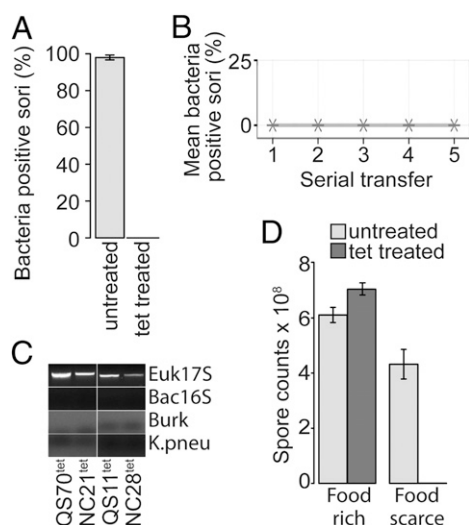 A
Bacteria positive sori (%)
100
80
60
40
20
0
untreated
tet treated
B
Mean bacteria
positive sori (%)
25
0
1 2 3 4 5
Serial transfer
C
Euk17S
Bac16S
Burk
K.pneu
QS70tet
NC21tet
QS11tet
NC28tet
D
untreated
tet treated
Spore counts x 10⁸
8
6
4
2
0
Food
rich
Food
scarce